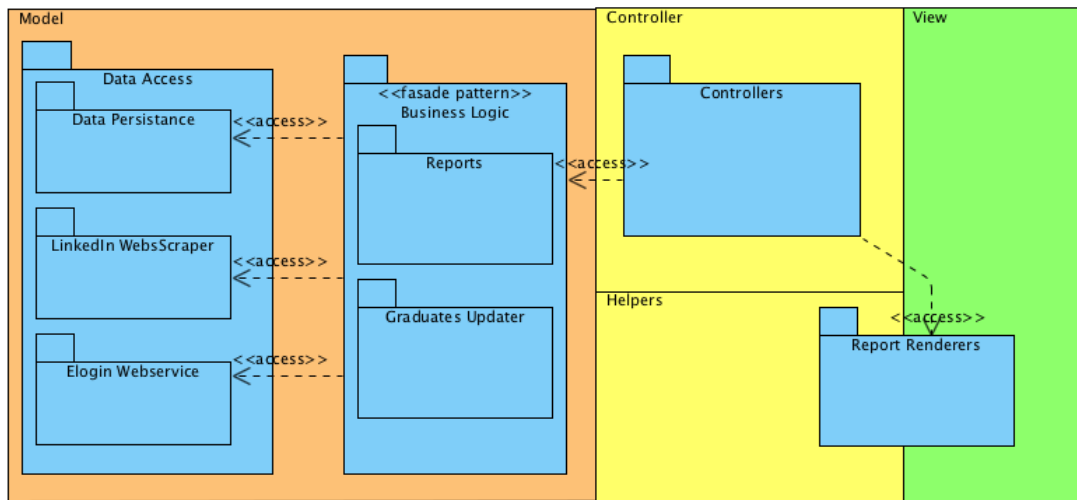 Model
Controller
View
Data Access
Data Persistance
<<access>>
LinkedIn WebsScraper
<<access>>
Elogin Webservice
<<access>>
<<fasade pattern>>
Business Logic
Reports
Graduates Updater
<<access>>
Controllers
Helpers
<<access>>
Report Renderers